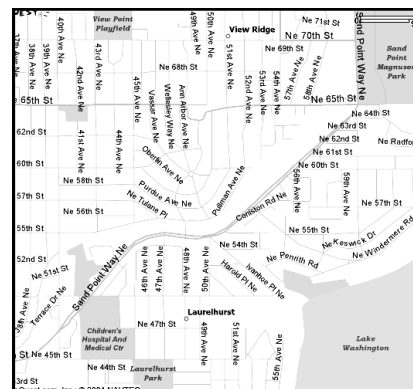 View Point
Playfield
View Ridge
Ne 71st St
Ne 70th St
Ne 69th St
Sand Point Way N
Sand
Point
Magnuson
Park
40th Ave Ne
38th Ave Ne
39th Ave Ne
42nd Ave Ne
43rd Ave
45th Ave Ne
49th Ave Ne
50th Ave Ne
51st Ave Ne
52nd Ave Ne
53rd Ave Ne
54th Ave Ne
57th Ave Ne
58th Ave Ne
Ne 68th St
Vassar Ave Ne
Wellesley Way Ne
Ann Arbor Ave Ne
65th St
Ne 65th St
Ne 64th St
Ne 63rd St
Ne 62nd St
Ne 61st St
Ne 60th St
Ne Radfo
62nd St
41st Ave Ne
44th Ave Ne
Oberlin Ave Ne
60th St
Ne 58th St
Purdue Ave Ne
Pullman Ave Ne
56th Ave Ne
59th Ave Ne
57th St
Ne 56th St
Ne Tulane Pl
Coniston Rd Ne
Ne 57th St
55th St
Ne 55th St
Ne Keswick Dr
Ne Windermere Rd
52nd St
Ne 54th St
Ne Penrith Rd
Sand Point Way Ne
Ne 51st St
Terrace Dr Ne
46th Ave Ne
47th Ave Ne
48th Ave Ne
50th Ave Ne
Harold Pl Ne
Ivanhoe Pl Ne
Laurelhurst
Children's
Hospital And
Medical Ctr
Ne 47th St
49th Ave Ne
51st Ave Ne
55th Ave Ne
Lake
Washington
Ne 45th St
Ne 44th St
Laurelhurst
Park
3rd St